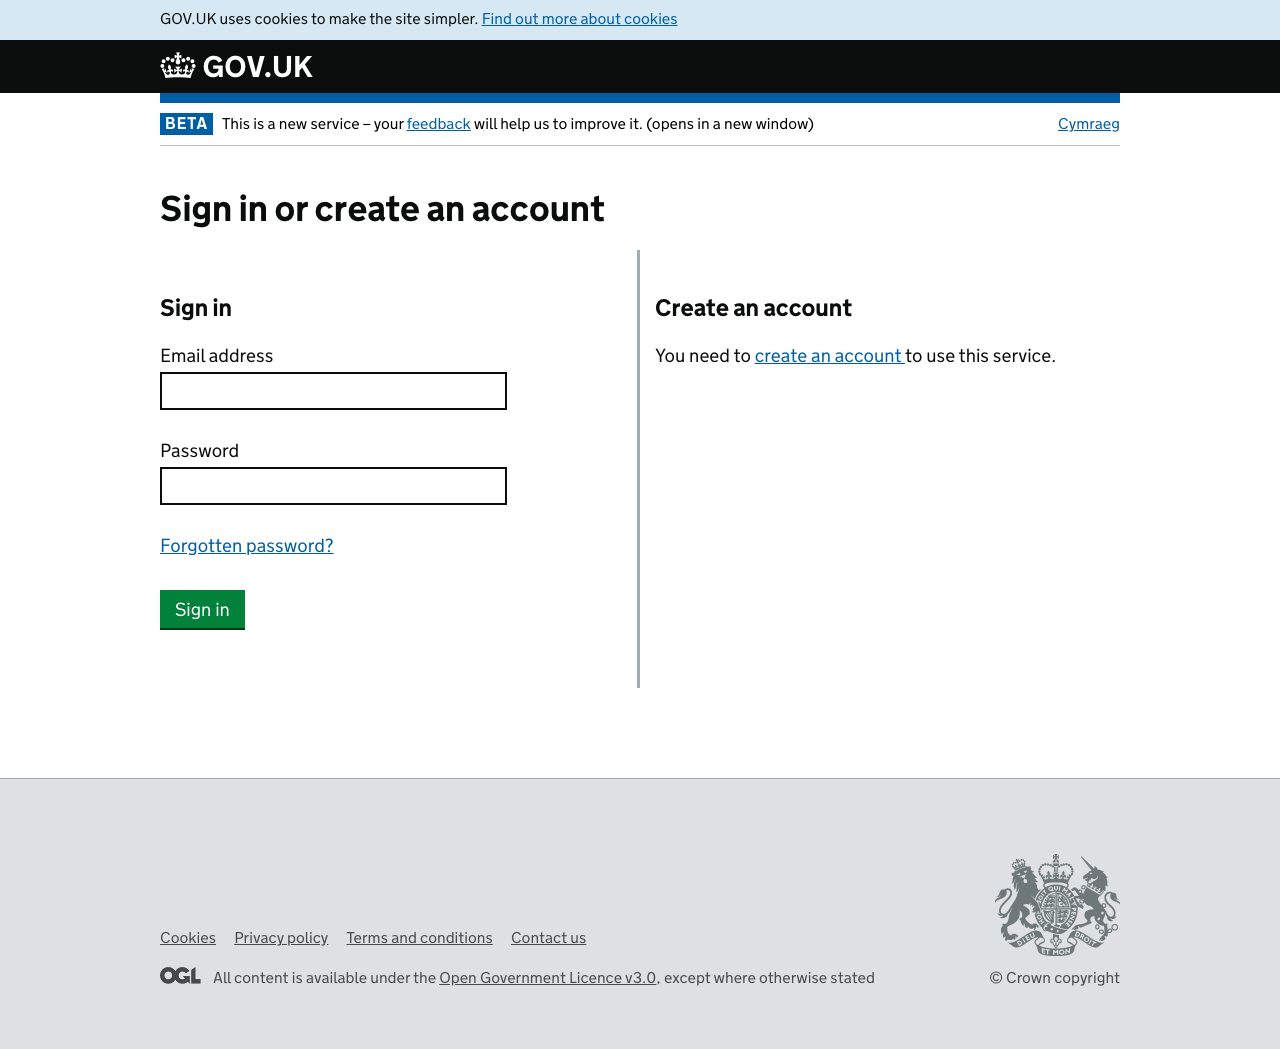 GOV.UK uses cookies to make the site simpler. Find out more about cookies
GOV.UK
BETA This is a new service – your feedback will help us to improve it. (opens in a new window) Cymraeg
Sign in or create an account
Sign in
Email address
Password
Forgotten password?
Sign in
Create an account
You need to create an account to use this service.
Cookies Privacy policy Terms and conditions Contact us
OGL All content is available under the Open Government Licence v3.0, except where otherwise stated
DIEU ET MON DROIT
© Crown copyright